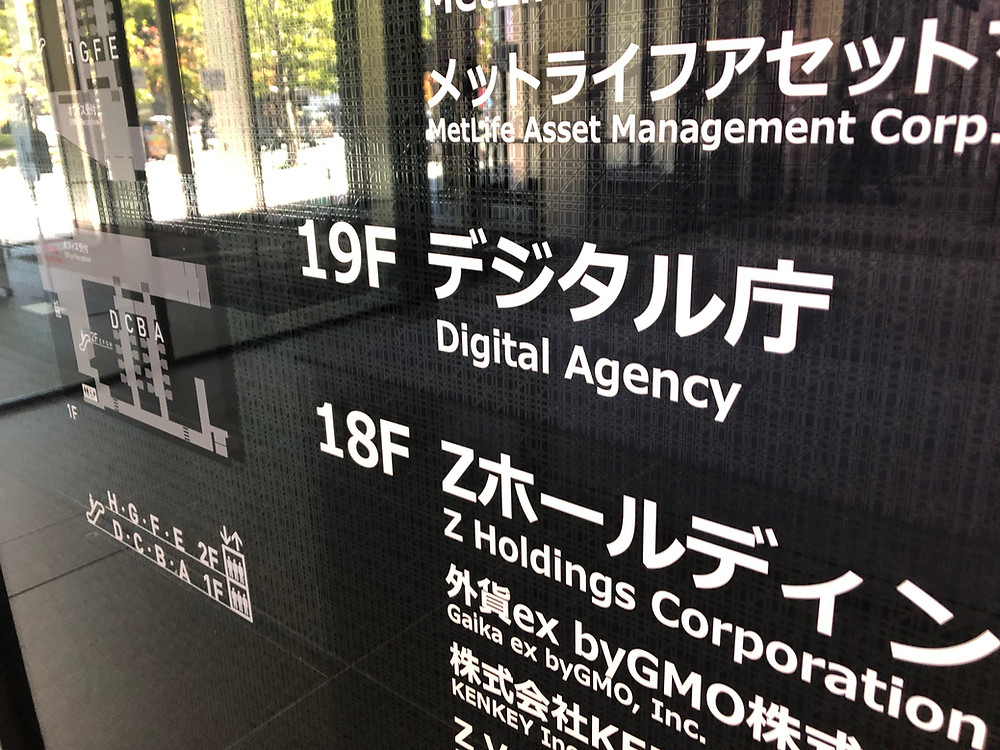 メットライフアセット
MetLife Asset Management Corp.
19F デジタル庁
Digital Agency
18F Zホールディン
Z Holdings Corporation
外貨ex byGMO株式
Gaika ex byGMO, Inc.
株式会社KE
KENKEY Inc
H G F E
D C B A
1F
H・G・F・E 2F
D・C・B・A 1F